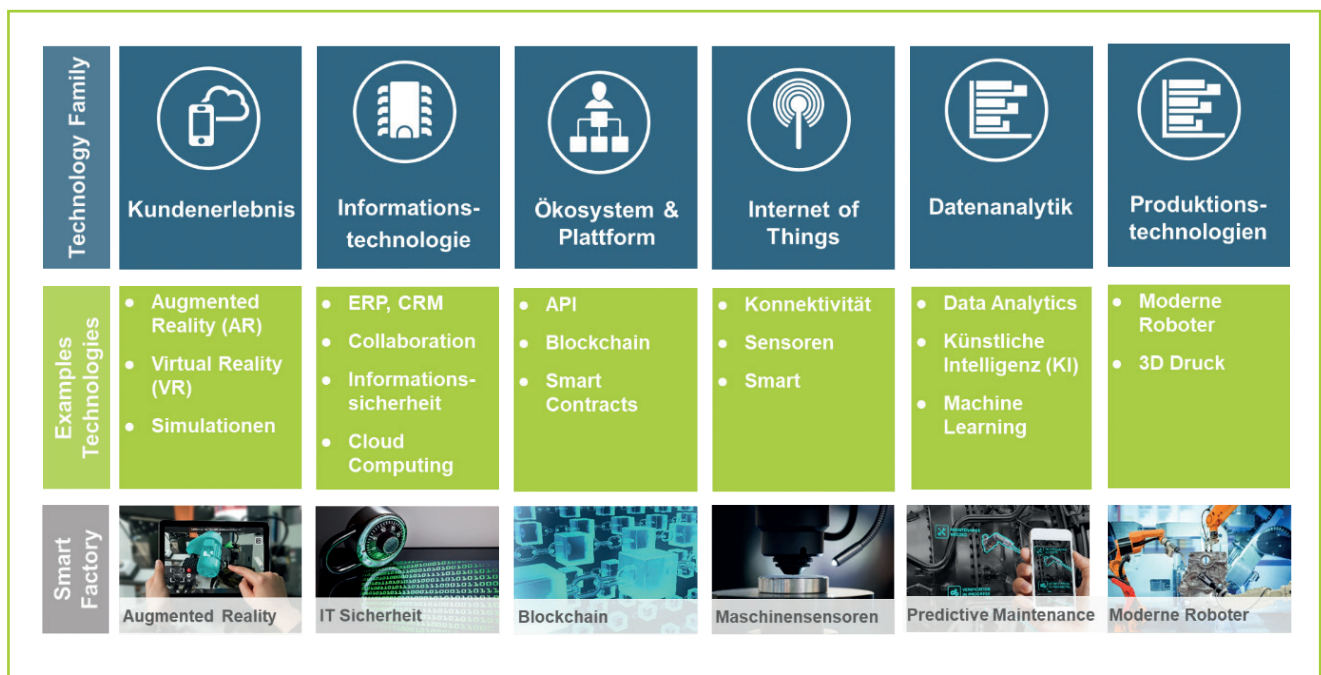 Technology Family
Kundenerlebnis
Informations-
technologie
Ökosystem &
Plattform
Internet of
Things
Datenanalytik
Produktions-
technologien
Examples
Technologies
● Augmented
Reality (AR)
● Virtual Reality
(VR)
● Simulationen
● ERP, CRM
● Collaboration
● Informations-
sicherheit
● Cloud
Computing
● API
● Blockchain
● Smart
Contracts
● Konnektivität
● Sensoren
● Smart
● Data Analytics
● Künstliche
Intelligenz (KI)
● Machine
Learning
● Moderne
Roboter
● 3D Druck
Smart
Factory
Augmented Reality
IT Sicherheit
Blockchain
Maschinensensoren
Predictive Maintenance
Moderne Roboter